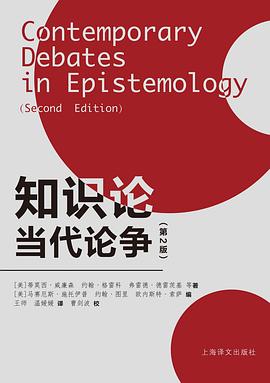 Contemporary
Debates
in Epistemology
(Second Edition)
知识论
当代论争
(第2版)
[美]蒂莫西·威廉森 约翰·格雷科 弗雷德·德雷茨基 等著
[美]马赛厄斯·施托伊普 约翰·图里 欧内斯特·索萨 编
王师 温媛媛 译 曹剑波 校
上海译文出版社